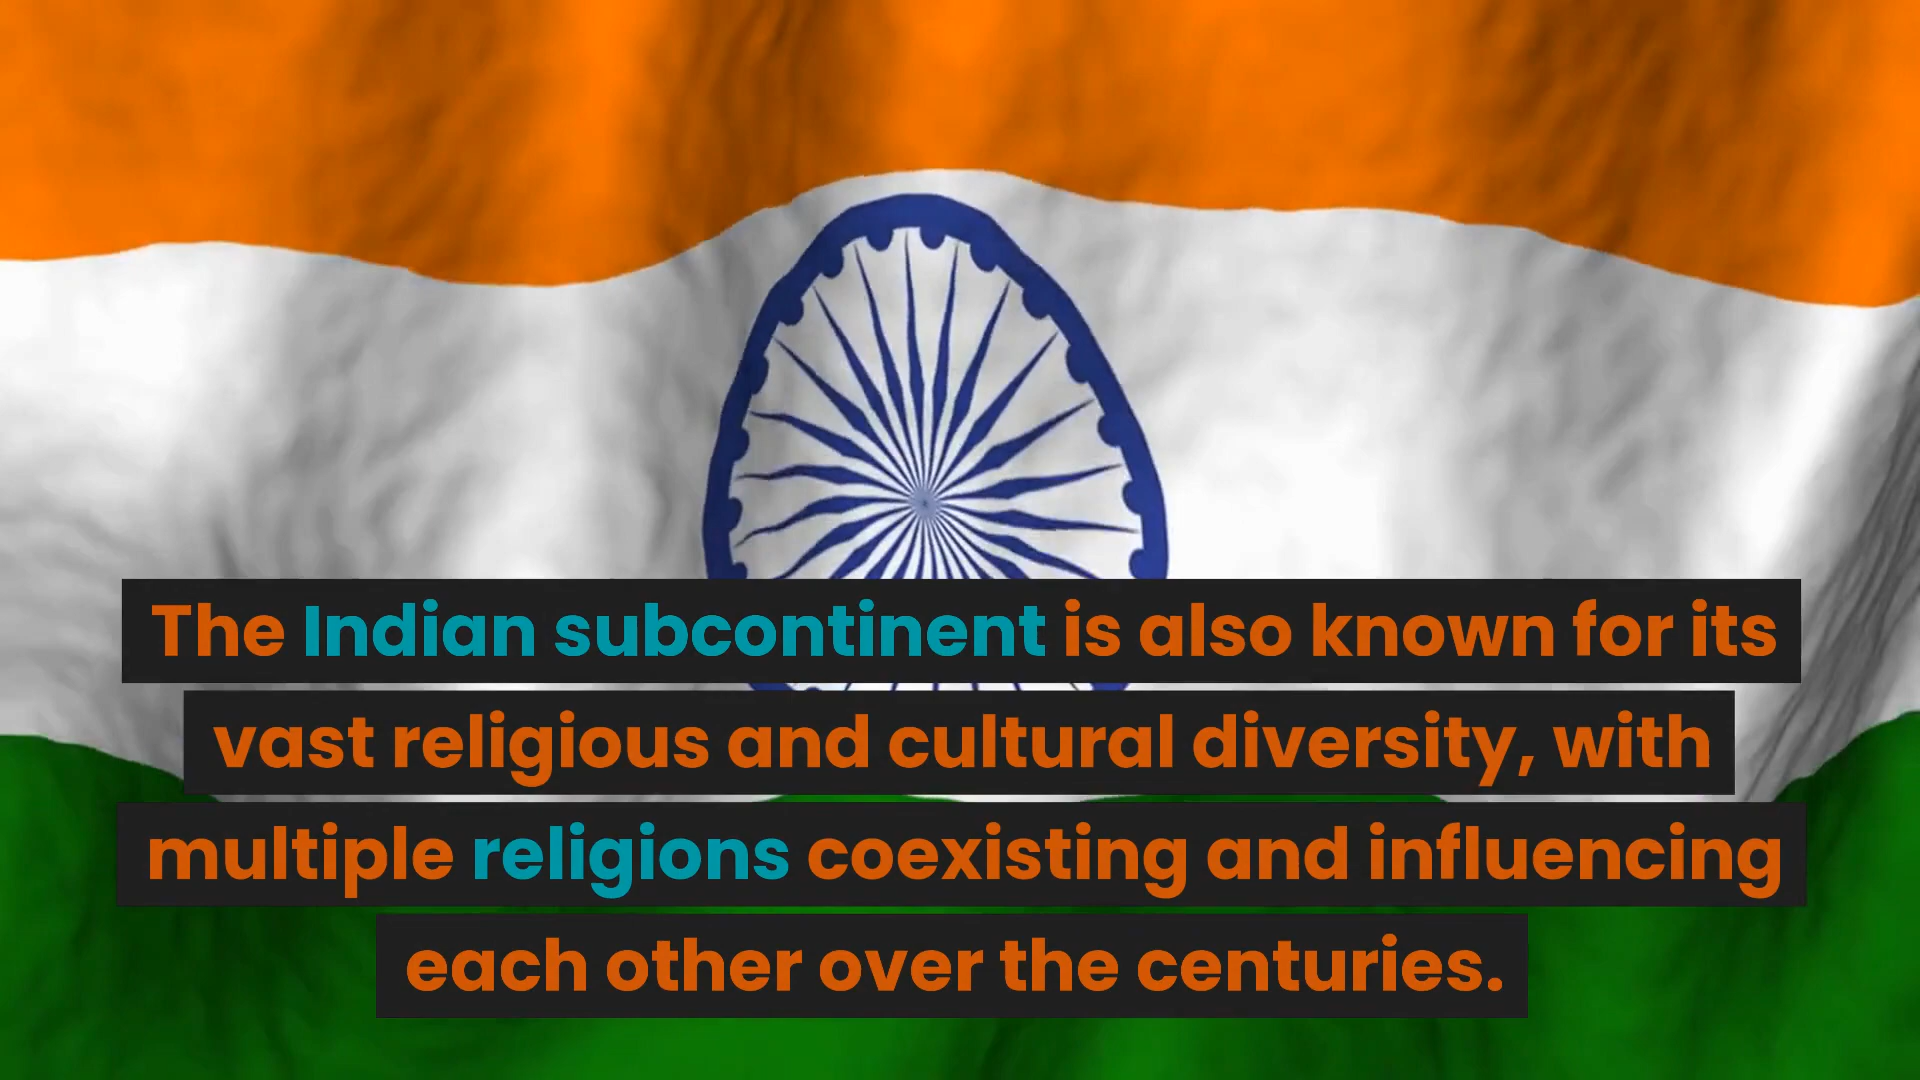 The Indian subcontinent is also known for its
vast religious and cultural diversity, with
multiple religions coexisting and influencing
each other over the centuries.